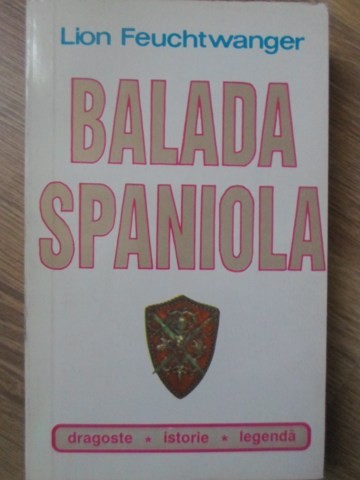 Lion Feuchtwanger
BALADA
SPANIOLA
dragoste * istorie * legendă